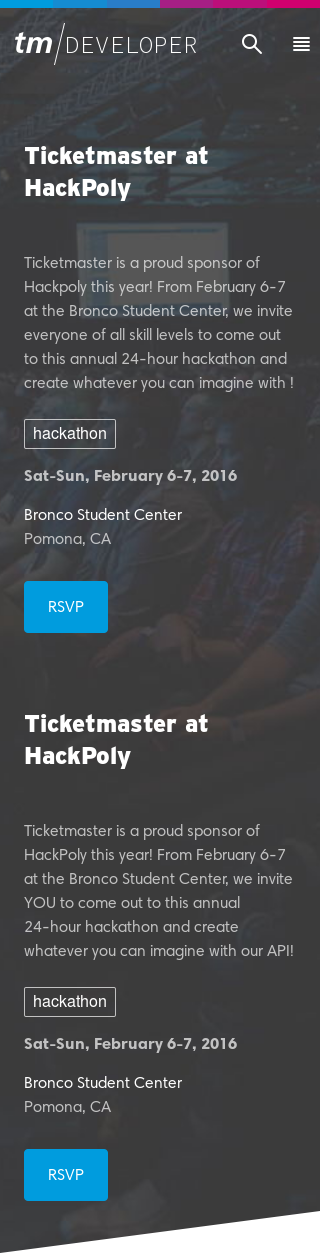 tm/DEVELOPER
Ticketmaster at
HackPoly
Ticketmaster is a proud sponsor of
Hackpoly this year! From February 6-7
at the Bronco Student Center, we invite
everyone of all skill levels to come out
to this annual 24-hour hackathon and
create whatever you can imagine with !
hackathon
Sat-Sun, February 6-7, 2016
Bronco Student Center
Pomona, CA
RSVP
Ticketmaster at
HackPoly
Ticketmaster is a proud sponsor of
HackPoly this year! From February 6-7
at the Bronco Student Center, we invite
YOU to come out to this annual
24-hour hackathon and create
whatever you can imagine with our API!
hackathon
Sat-Sun, February 6-7, 2016
Bronco Student Center
Pomona, CA
RSVP